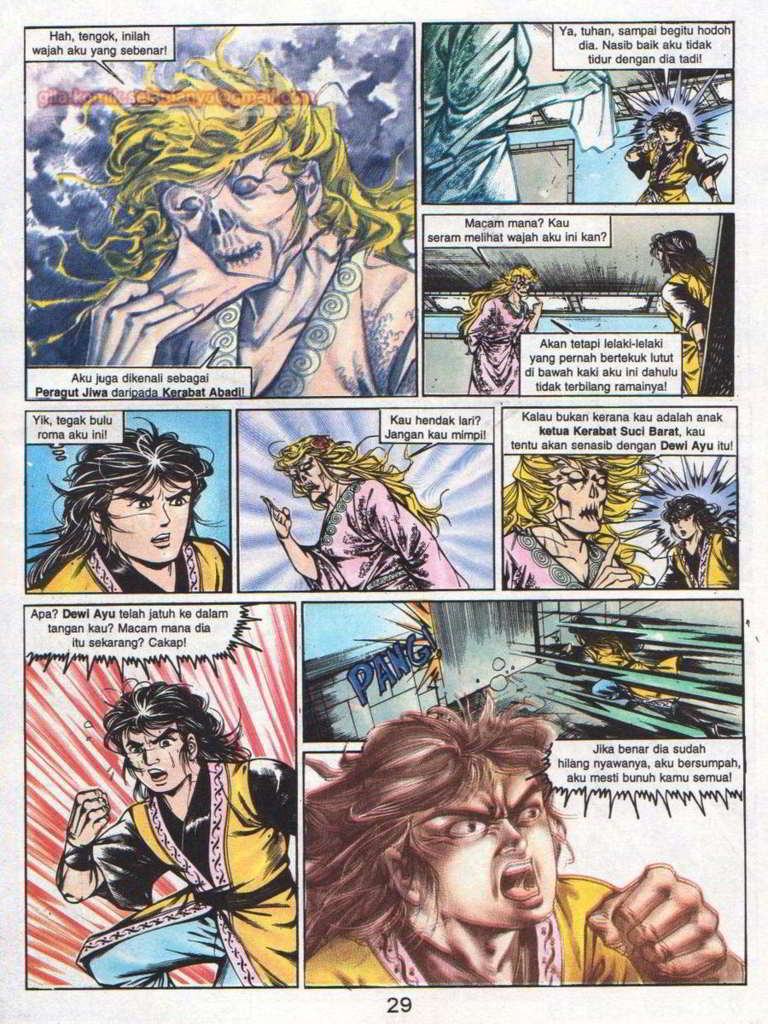 Hah, tengok, inilah
wajah aku yang sebenar!
Aku juga dikenali sebagai
Peragut Jiwa daripada Kerabat Abadi!
Ya, tuhan, sampai begitu hodoh
dia. Nasib baik aku tidak
tidur dengan dia tadi!
Macam mana? Kau
seram melihat wajah aku ini kan?
Akan tetapi lelaki-lelaki
yang pernah bertekuk lutut
di bawah kaki aku ini dahulu
tidak terbilang ramainya!
Yik, tegak bulu
roma aku ini!
Kau hendak lari?
Jangan kau mimpi!
Kalau bukan kerana kau adalah anak
ketua Kerabat Suci Barat, kau
tentu akan senasib dengan Dewi Ayu itu!
Apa? Dewi Ayu telah jatuh ke dalam
tangan kau? Macam mana dia
itu sekarang? Cakap!
PANG!
Jika benar dia sudah
hilang nyawanya, aku bersumpah,
aku mesti bunuh kamu semua!
29